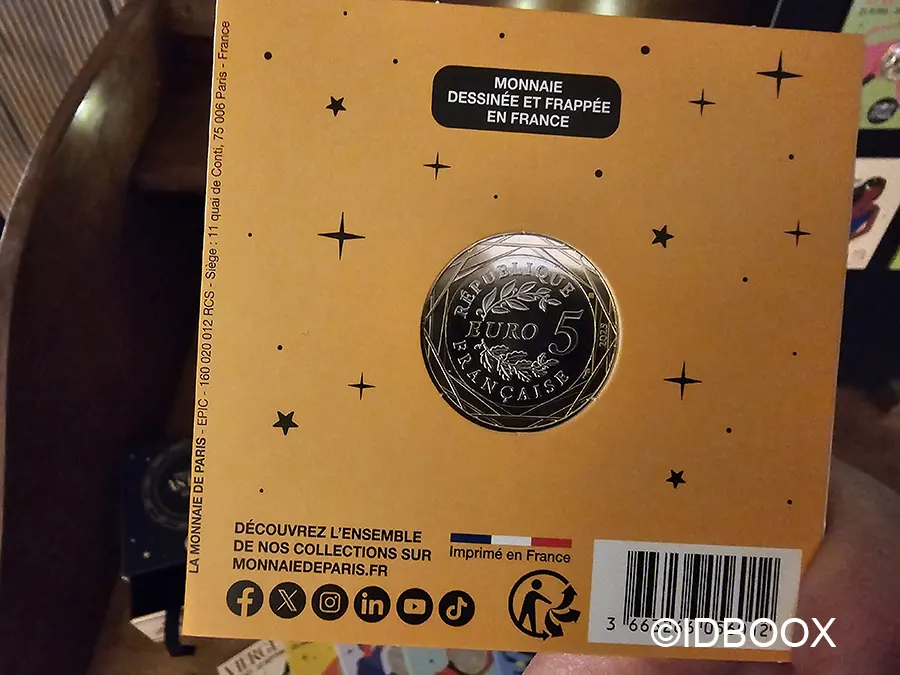 MONNAIE
DESSINÉE ET FRAPPÉE
EN FRANCE
LA MONNAIE DE PARIS - EPIC - 160 020 012 RCS - Siège : 11 quai de Conti, 75 006 Paris - France
RÉPUBLIQUE
EURO 5
FRANÇAISE
DÉCOUVREZ L'ENSEMBLE
DE NOS COLLECTIONS SUR
MONNAIEDEPARIS.FR
Imprimé en France
©IDBOOX
VIERGE